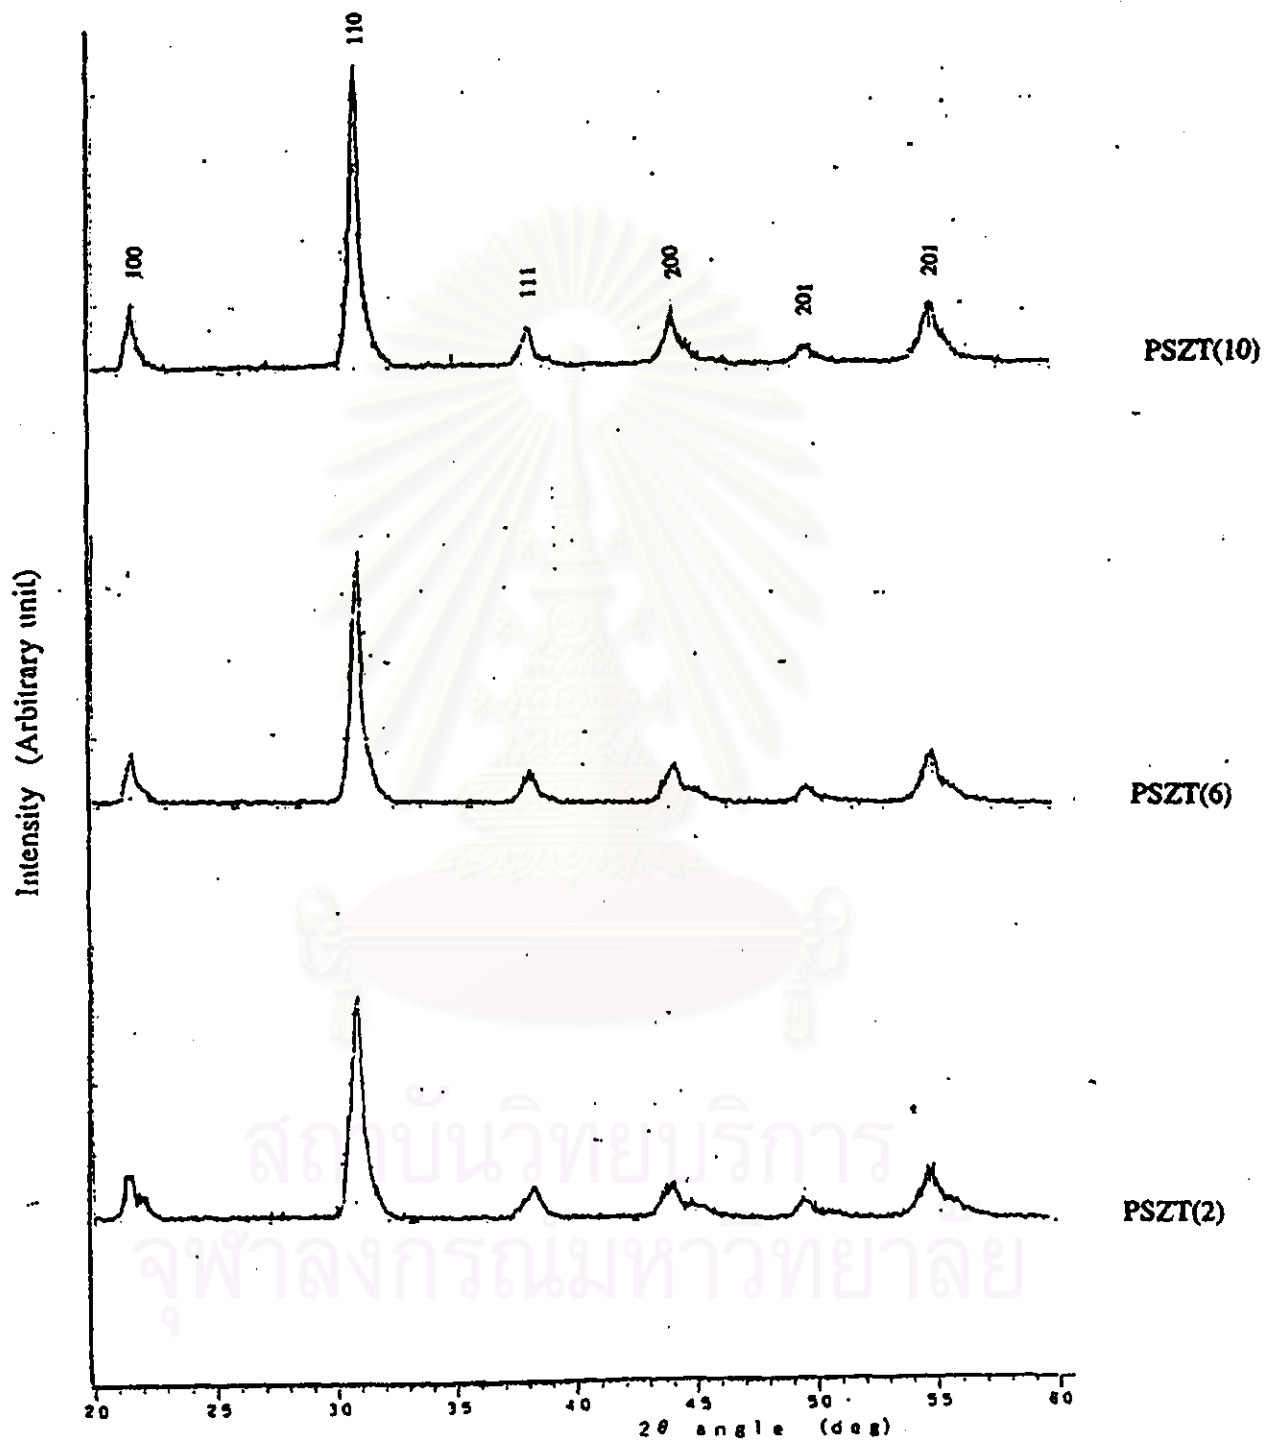 110
100
111
200
201
201
PSZT(10)
Intensity (Arbitrary unit)
PSZT(6)
PSZT(2)
สถาบันวิทยบริการ
จุฬาลงกรณ์มหาวิทยาลัย
20 25 30 35 40 45 50 55 60
2θ angle (deg)